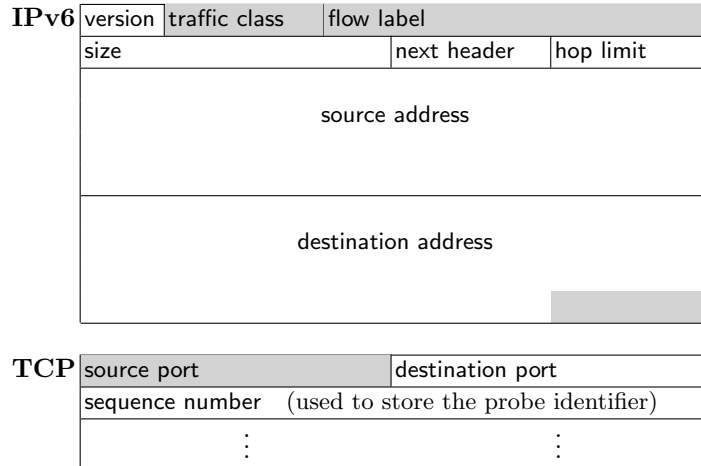 IPv6 version traffic class flow label
size next header hop limit
source address
destination address
TCP source port destination port
sequence number (used to store the probe identifier)
⋮ ⋮